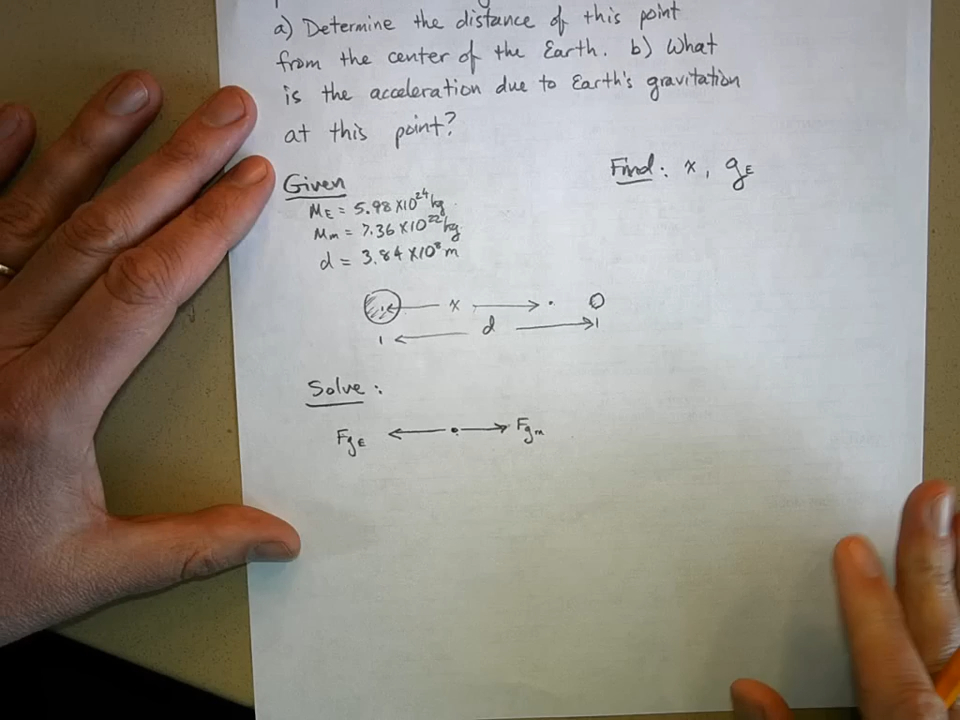 a) Determine the distance of this point
from the center of the Earth. b) What
is the acceleration due to Earth's gravitation
at this point?
Given
Find: x, gE
ME = 5.98 x10^24 kg
Mm = 7.36 x10^22 kg
d = 3.84 x10^8 m
x
d
Solve:
FgE
Fgm